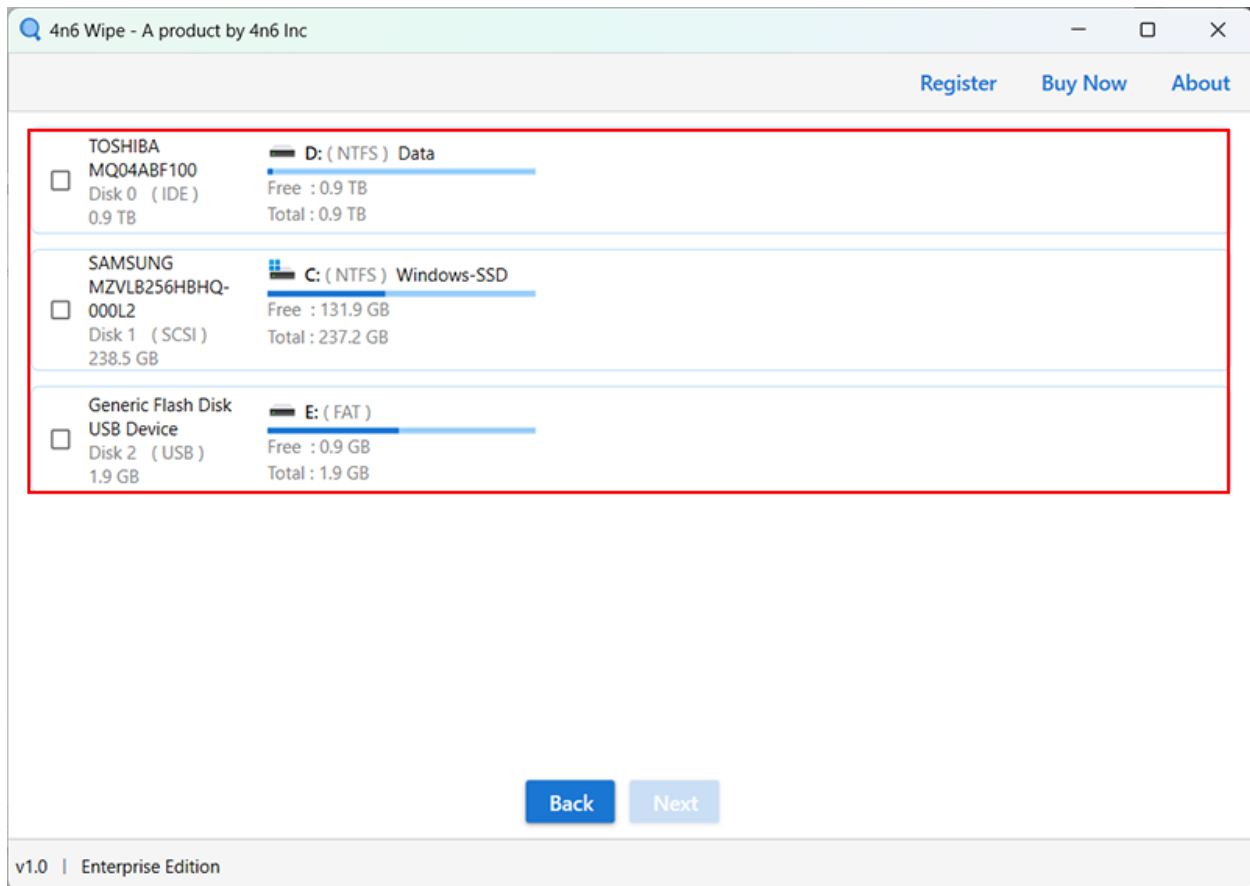 4n6 Wipe - A product by 4n6 Inc
Register Buy Now About
TOSHIBA
MQ04ABF100
Disk 0 ( IDE )
0.9 TB
D: ( NTFS ) Data
Free : 0.9 TB
Total : 0.9 TB
SAMSUNG
MZVLB256HBHQ-
000L2
Disk 1 ( SCSI )
238.5 GB
C: ( NTFS ) Windows-SSD
Free : 131.9 GB
Total : 237.2 GB
Generic Flash Disk
USB Device
Disk 2 ( USB )
1.9 GB
E: ( FAT )
Free : 0.9 GB
Total : 1.9 GB
Back Next
v1.0 | Enterprise Edition